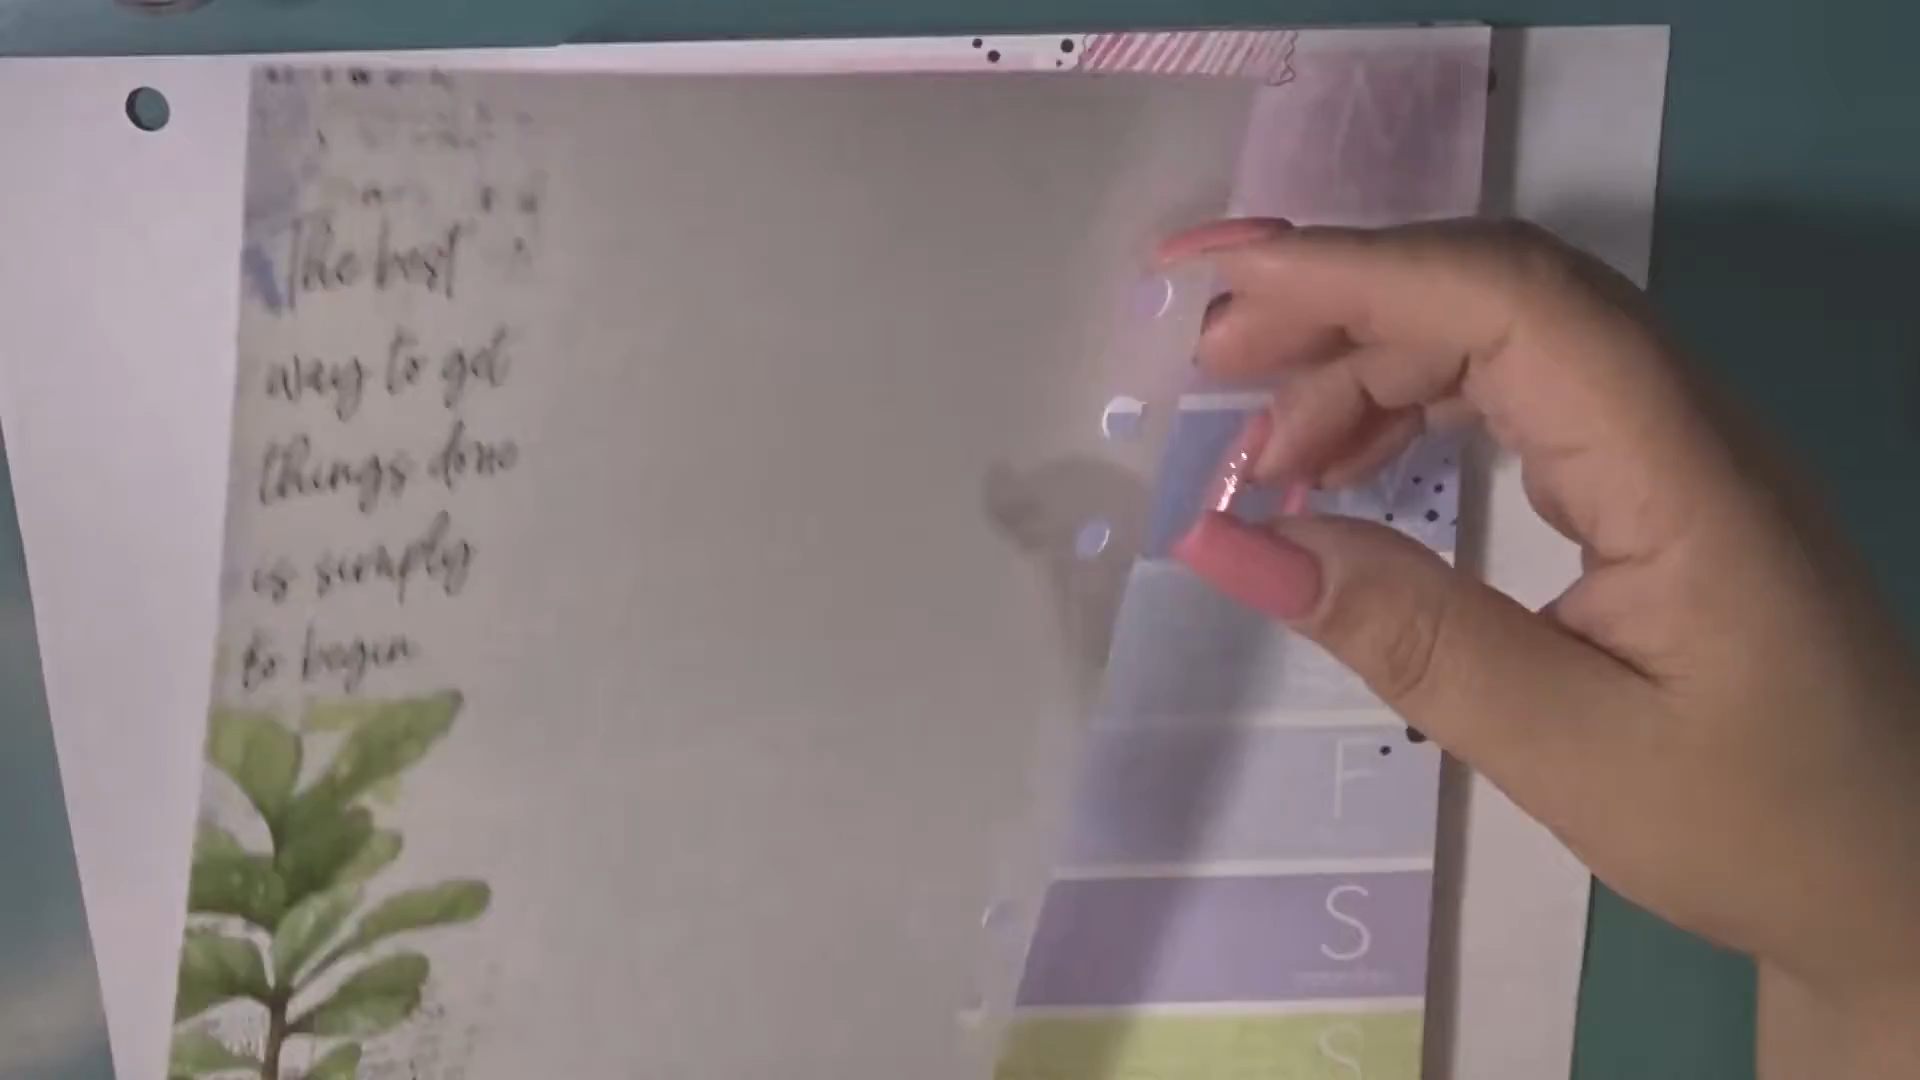 The best
way to get
things done
is simply
to begin
F
S
S